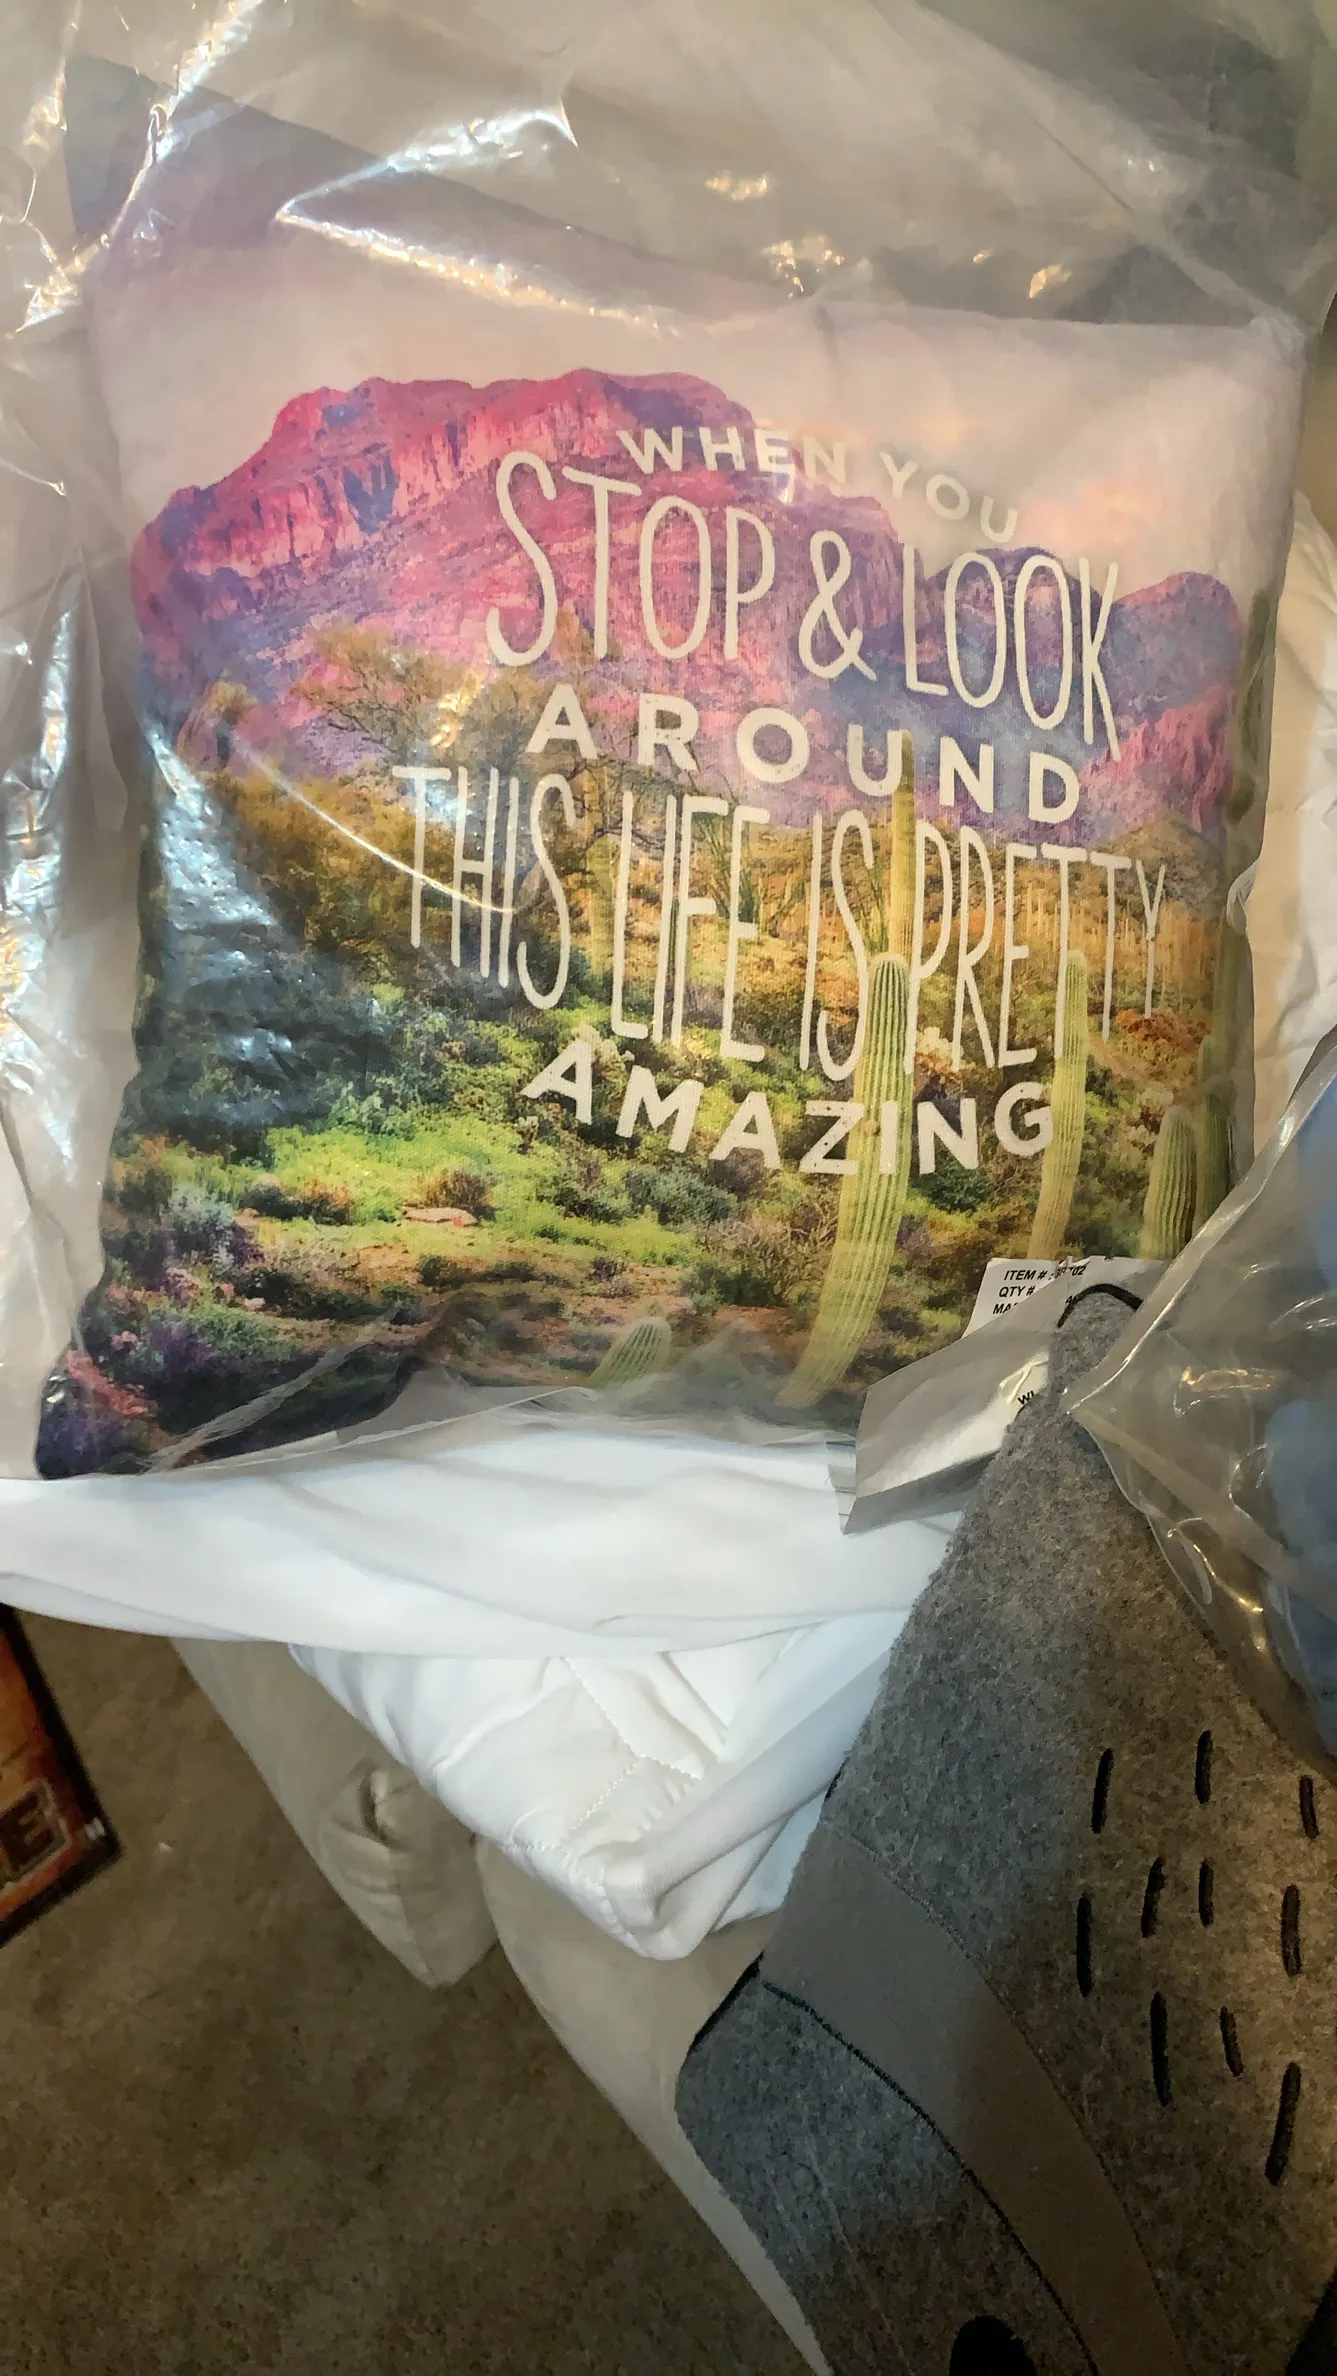 WHEN YOU
STOP & LOOK
AROUND
THIS LIFE IS PRETTY
AMAZING
ITEM #
QTY #